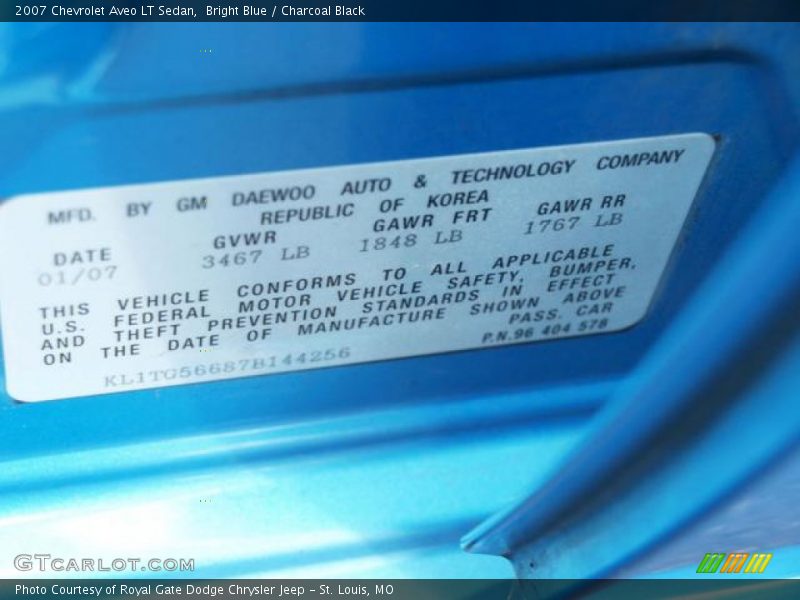 2007 Chevrolet Aveo LT Sedan, Bright Blue / Charcoal Black
MFD. BY GM DAEWOO AUTO & TECHNOLOGY COMPANY
REPUBLIC OF KOREA
DATE GVWR GAWR FRT GAWR RR
01/07 3467 LB 1848 LB 1767 LB
THIS VEHICLE CONFORMS TO ALL APPLICABLE
U.S. FEDERAL MOTOR VEHICLE SAFETY, BUMPER,
AND THEFT PREVENTION STANDARDS IN EFFECT
ON THE DATE OF MANUFACTURE SHOWN ABOVE
PASS. CAR
KL1TG56687B144256 P.N.96 404 578
GTCARLOT.COM
Photo Courtesy of Royal Gate Dodge Chrysler Jeep - St. Louis, MO